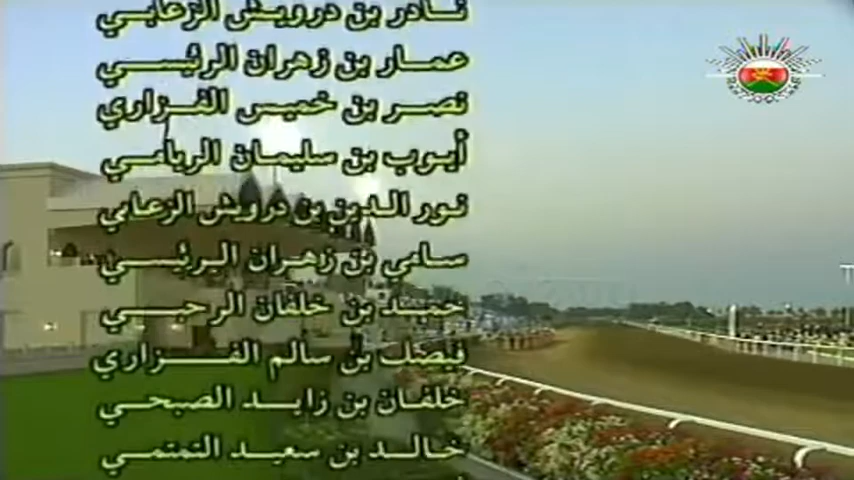 نادر بن درويش الزعابي
عمار بن زهران الرئيسي
نصر بن خميس الفزاري
أيوب بن سليمان الريامي
نور الدين بن درويش الزعابي
سامي بن زهران الرئيسي
حميد بن خلفان الرحبي
فيصل بن سالم الفزاري
خلفان بن زايد الصبحي
خالد بن سعيد التمتمي